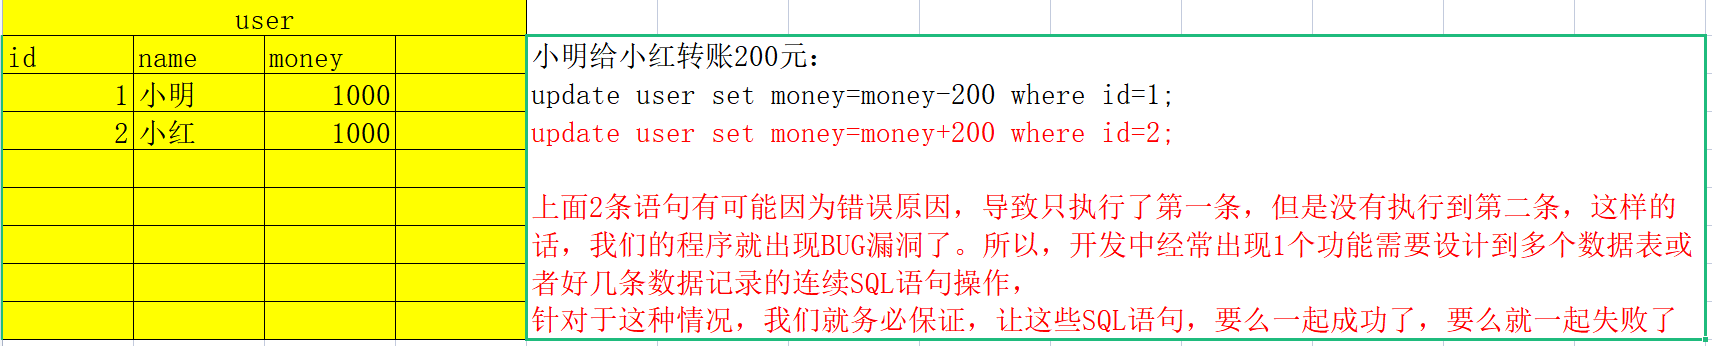 user
id name money
1 小明 1000
2 小红 1000
小明给小红转账200元：
update user set money=money-200 where id=1;
update user set money=money+200 where id=2;
上面2条语句有可能因为错误原因，导致只执行了第一条，但是没有执行到第二条，这样的
话，我们的程序就出现BUG漏洞了。所以，开发中经常出现1个功能需要设计到多个数据表或
者好几条数据记录的连续SQL语句操作，
针对于这种情况，我们就务必保证，让这些SQL语句，要么一起成功了，要么就一起失败了